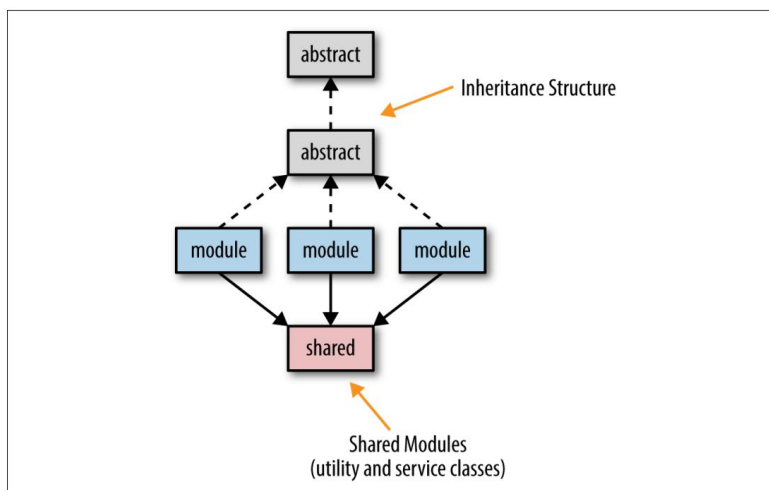 abstract
Inheritance Structure
abstract
module module module
shared
Shared Modules
(utility and service classes)